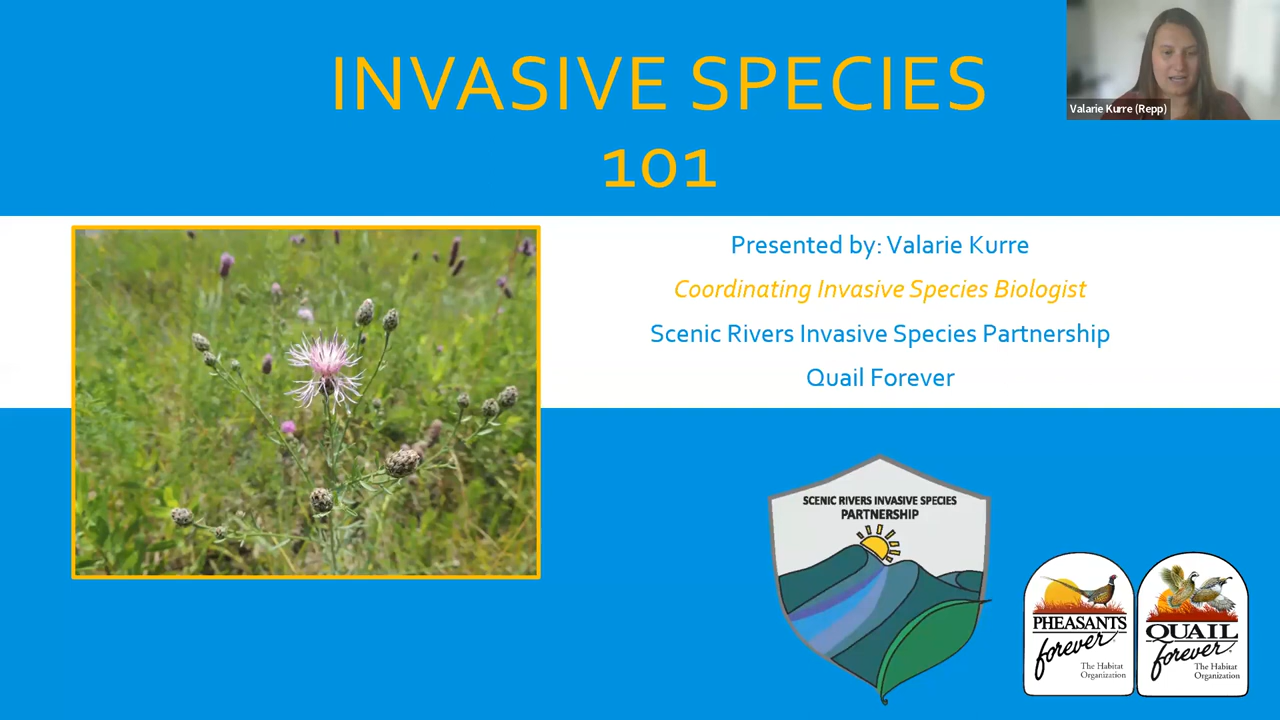 INVASIVE SPECIES
101
Valarie Kurre (Repp)
Presented by: Valarie Kurre
Coordinating Invasive Species Biologist
Scenic Rivers Invasive Species Partnership
Quail Forever
SCENIC RIVERS INVASIVE SPECIES
PARTNERSHIP
PHEASANTS
forever
The Habitat
Organization
QUAIL
forever
The Habitat
Organization